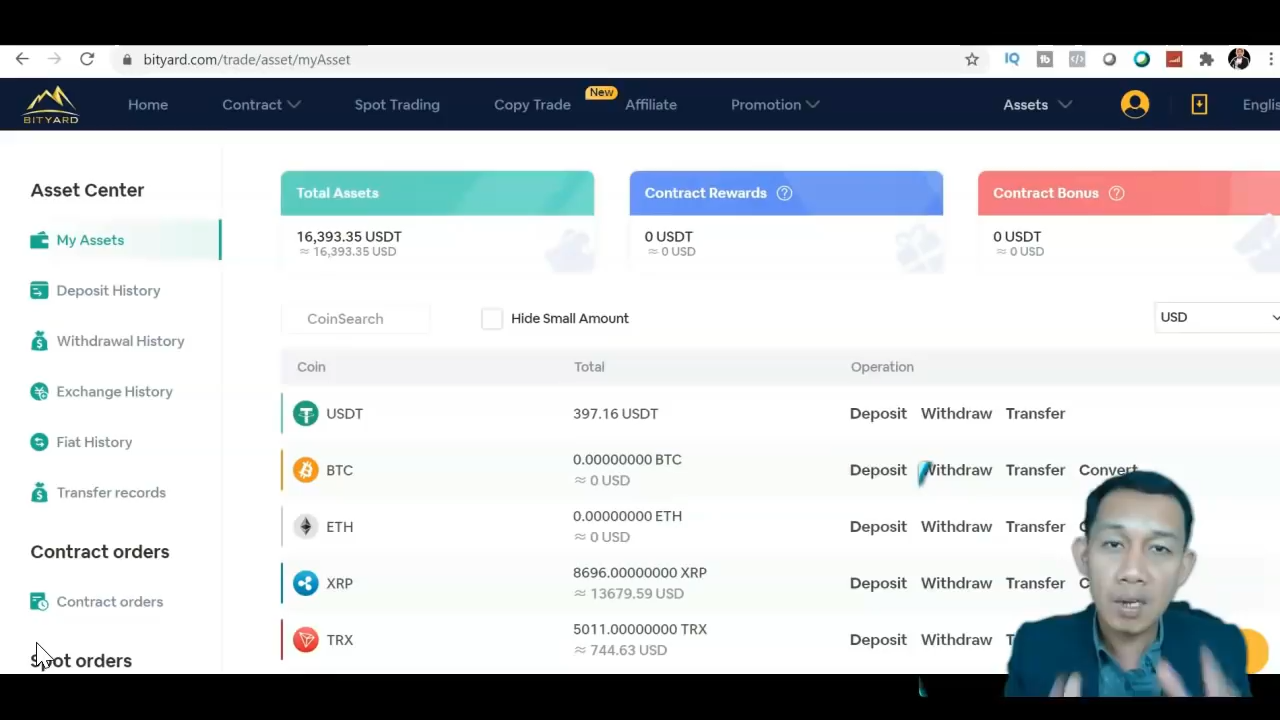 bityard.com/trade/asset/myAsset
IQ
BITYARD
Home
Contract
Spot Trading
Copy Trade
New
Affiliate
Promotion
Assets
Englis
Asset Center
My Assets
Deposit History
Withdrawal History
Exchange History
Fiat History
Transfer records
Contract orders
Contract orders
Spot orders
Total Assets
16,393.35 USDT
≈ 16,393.35 USD
Contract Rewards ?
0 USDT
≈ 0 USD
Contract Bonus ?
0 USDT
≈ 0 USD
CoinSearch
Hide Small Amount
USD
Coin Total Operation
USDT 397.16 USDT Deposit Withdraw Transfer
BTC 0.00000000 BTC Deposit Withdraw Transfer Convert
≈ 0 USD
ETH 0.00000000 ETH Deposit Withdraw Transfer C
≈ 0 USD
XRP 8696.00000000 XRP Deposit Withdraw Transfer C
≈ 13679.59 USD
TRX 5011.00000000 TRX Deposit Withdraw T
≈ 744.63 USD